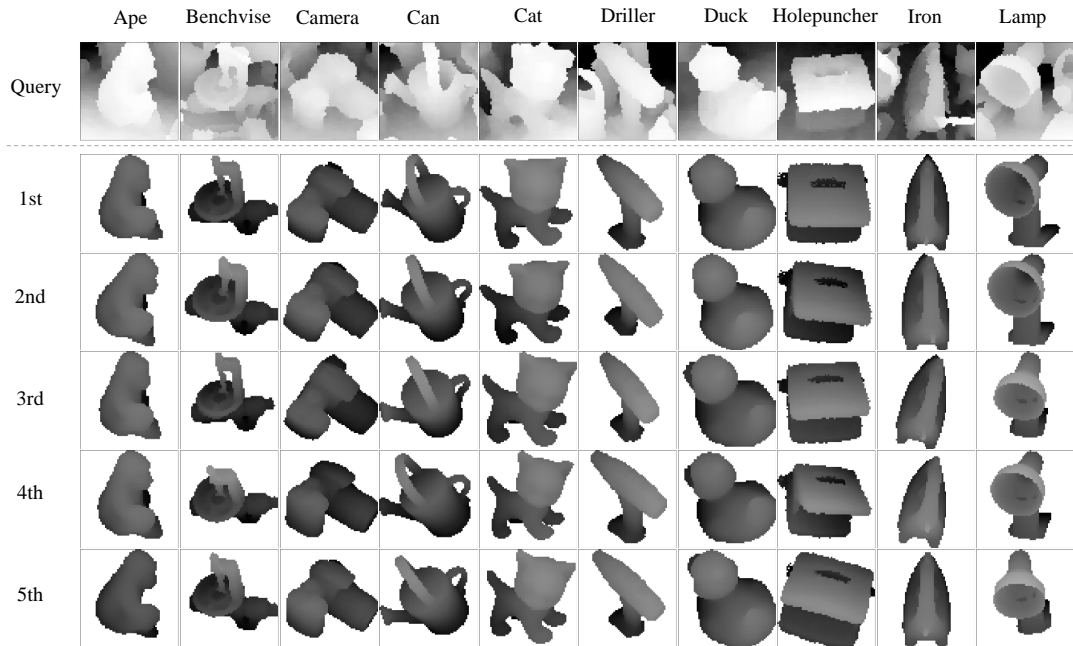 Ape Benchvise Camera Can Cat Driller Duck Holepuncher Iron Lamp
Query
1st
2nd
3rd
4th
5th